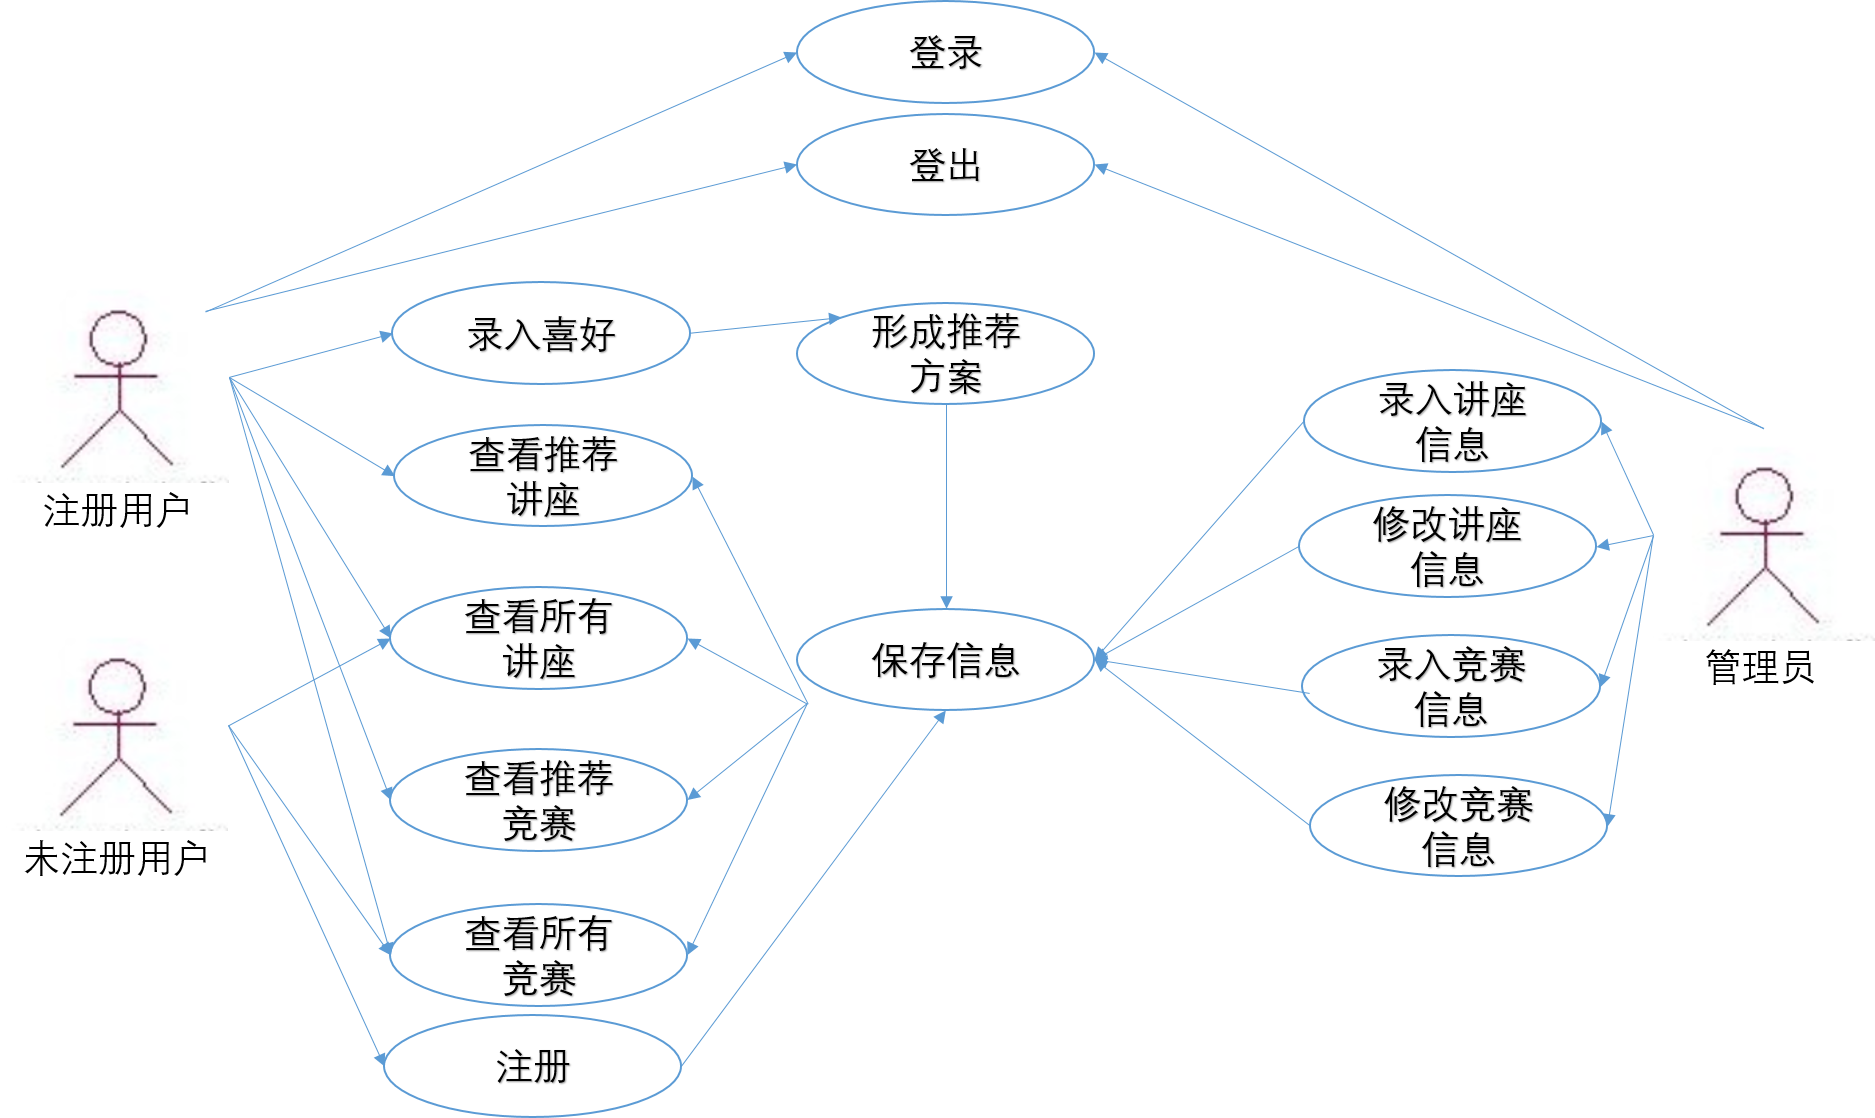 登录
登出
录入喜好
形成推荐
方案
注册用户
查看推荐
讲座
录入讲座
信息
修改讲座
信息
查看所有
讲座
保存信息
录入竞赛
信息
管理员
查看推荐
竞赛
修改竞赛
信息
未注册用户
查看所有
竞赛
注册